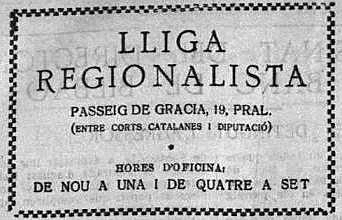 LLIGA
REGIONALISTA
PASSEIG DE GRACIA, 19, PRAL.
(ENTRE CORTS CATALANES I DIPUTACIÓ)
HORES D'OFICINA:
DE NOU A UNA I DE QUATRE A SET